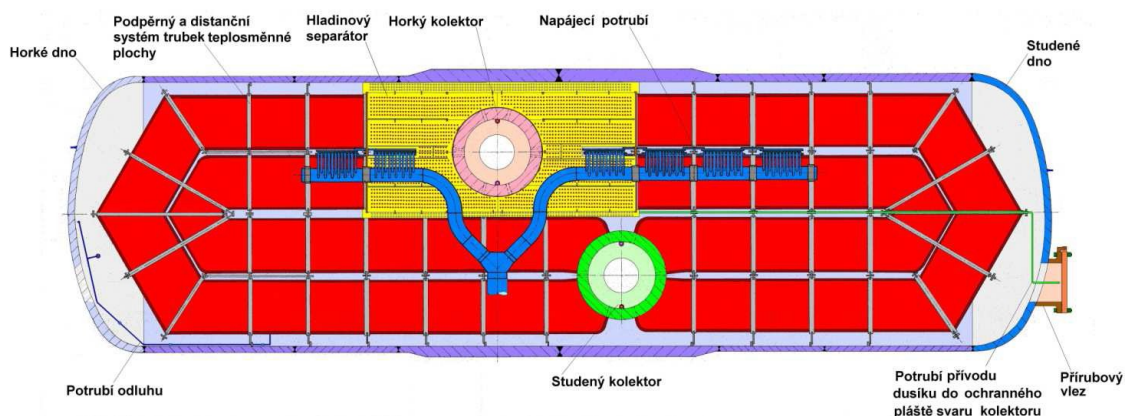 Horké dno
Podpěrný a distanční
systém trubek teplosměnné
plochy
Hladinový
separátor
Horký kolektor
Napájecí potrubí
Studené
dno
Potrubí odluhu
Studený kolektor
Potrubí přívodu
dusíku do ochranného
pláště svaru kolektoru
Přírubový
vlez